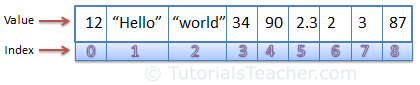 Value 12 “Hello” “world” 34 90 2.3 2 3 87
Index 0 1 2 3 4 5 6 7 8
© TutorialsTeacher.com